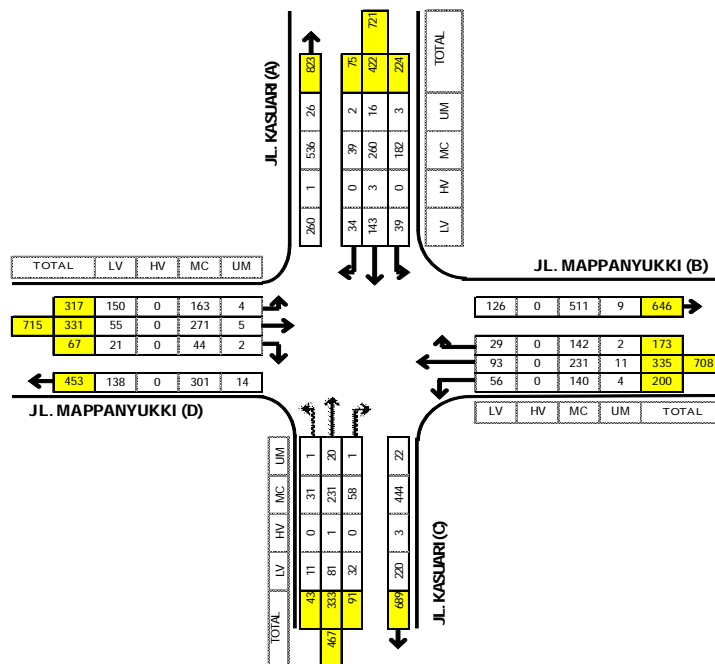 721
823 75 422 224 TOTAL
26 2 16 3 UM
536 39 260 182 MC
1 0 3 0 HV
260 34 143 39 LV
JL. KASUARI (A)
TOTAL LV HV MC UM
317 150 0 163 4
715 331 55 0 271 5
67 21 0 44 2
453 138 0 301 14
JL. MAPPANYUKKI (D)
JL. MAPPANYUKKI (B)
126 0 511 9 646
29 0 142 2 173
93 0 231 11 335 708
56 0 140 4 200
LV HV MC UM TOTAL
UM 1 20 1 22
MC 31 231 58 444
HV 0 1 0 3
LV 11 81 32 220
TOTAL 43 333 91 689
467
JL. KASUARI (C)